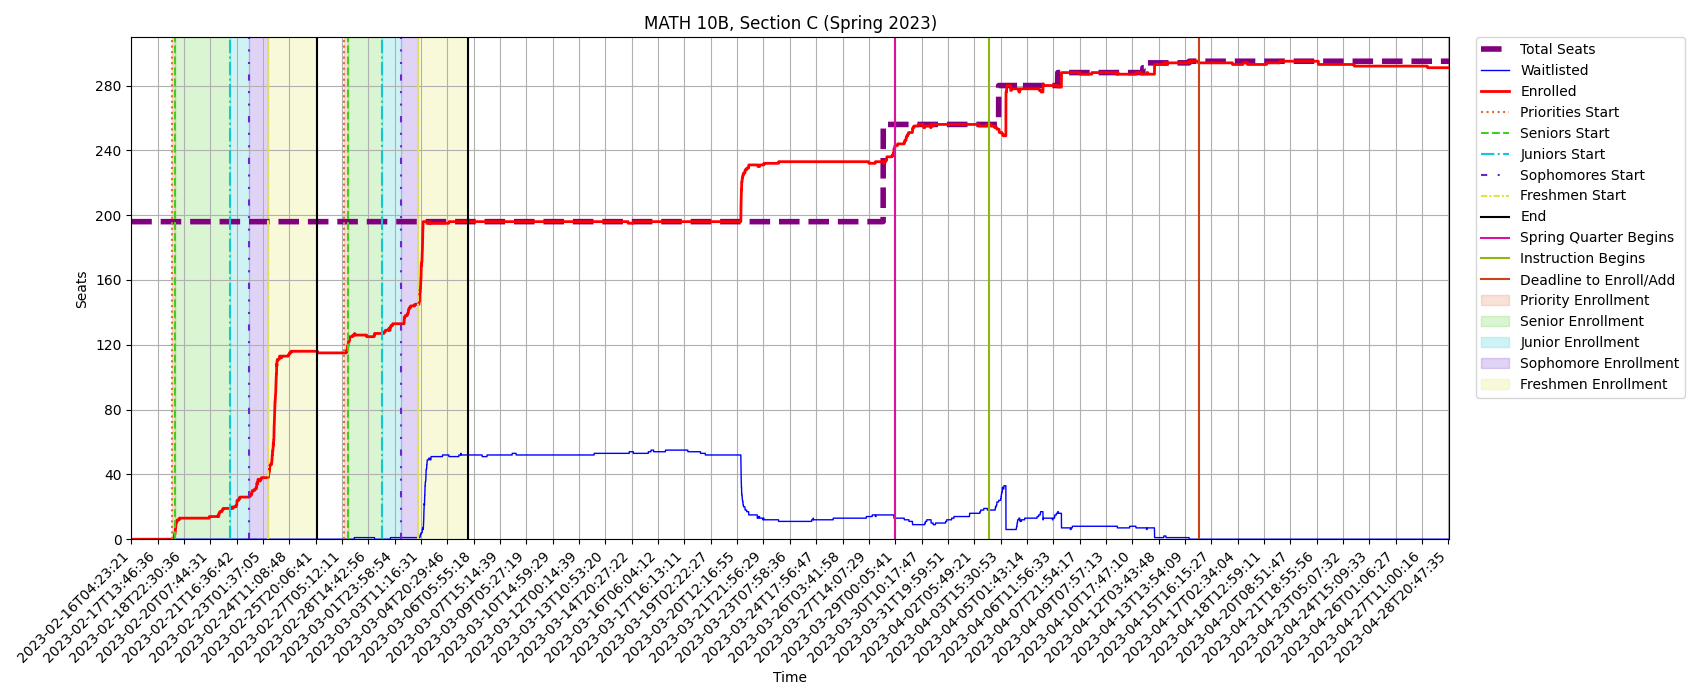 MATH 10B, Section C (Spring 2023)
Seats
280
240
200
160
120
80
40
0
2023-02-16T04:23:21
2023-02-17T13:46:36
2023-02-18T22:30:36
2023-02-20T07:44:31
2023-02-21T16:36:42
2023-02-23T01:37:05
2023-02-24T11:08:48
2023-02-25T20:06:41
2023-02-27T05:12:11
2023-02-28T14:42:56
2023-03-01T23:58:54
2023-03-03T11:16:31
2023-03-04T20:29:46
2023-03-06T05:55:18
2023-03-07T15:14:39
2023-03-09T05:27:19
2023-03-10T14:59:29
2023-03-12T00:14:39
2023-03-13T10:53:20
2023-03-14T20:27:22
2023-03-16T06:04:12
2023-03-17T16:13:11
2023-03-19T02:22:27
2023-03-20T12:16:55
2023-03-21T21:56:29
2023-03-23T07:58:36
2023-03-24T17:56:47
2023-03-26T03:41:58
2023-03-27T14:07:29
2023-03-29T00:05:41
2023-03-30T10:17:47
2023-03-31T19:59:51
2023-04-02T05:49:21
2023-04-03T15:30:53
2023-04-05T01:43:14
2023-04-06T11:56:33
2023-04-07T21:54:17
2023-04-09T07:57:13
2023-04-10T17:47:10
2023-04-12T03:43:48
2023-04-13T13:54:09
2023-04-15T16:15:27
2023-04-17T02:34:04
2023-04-18T12:59:11
2023-04-20T08:51:47
2023-04-21T18:55:56
2023-04-23T05:07:32
2023-04-24T15:09:33
2023-04-26T01:06:27
2023-04-27T11:00:16
2023-04-28T20:47:35
Time
Total Seats
Waitlisted
Enrolled
Priorities Start
Seniors Start
Juniors Start
Sophomores Start
Freshmen Start
End
Spring Quarter Begins
Instruction Begins
Deadline to Enroll/Add
Priority Enrollment
Senior Enrollment
Junior Enrollment
Sophomore Enrollment
Freshmen Enrollment